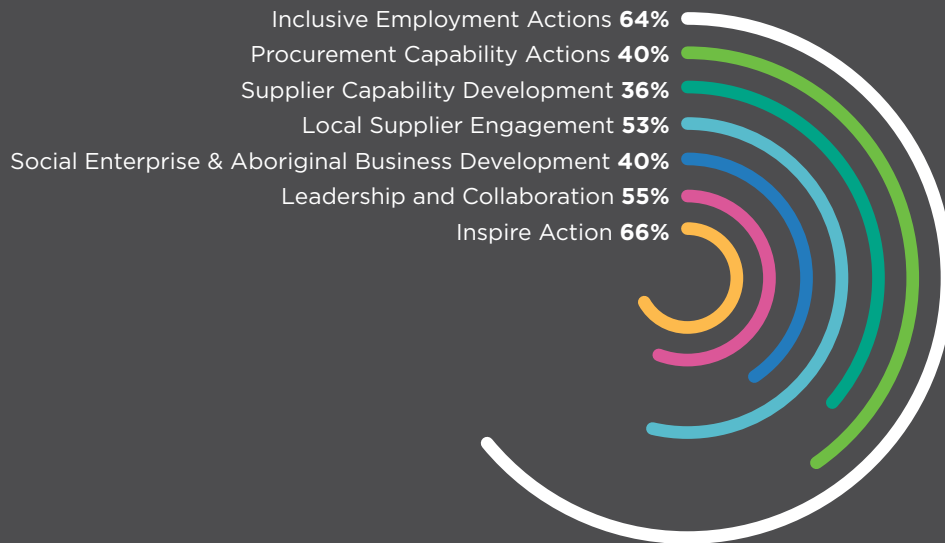 Inclusive Employment Actions 64%
Procurement Capability Actions 40%
Supplier Capability Development 36%
Local Supplier Engagement 53%
Social Enterprise & Aboriginal Business Development 40%
Leadership and Collaboration 55%
Inspire Action 66%